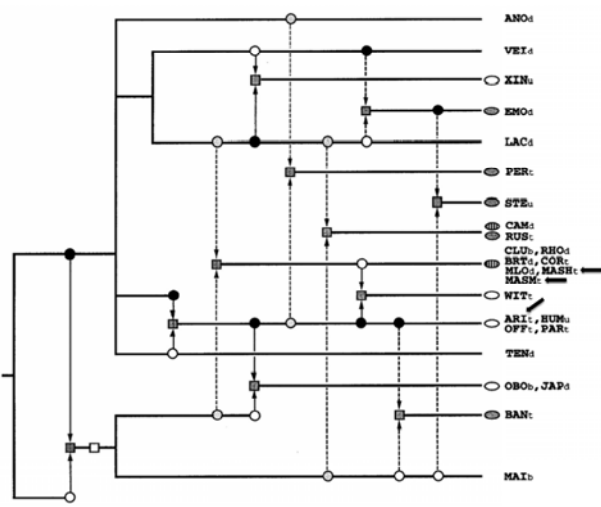 ANOd
VEId
XINu
EMOd
LACd
PERt
STEu
CAMd
RUSt
CLUb, RHOd
BRTd, CORt
MLOd, MASHt
MASMt
WITt
ARIt, HUMu
OFFt, PARt
TENd
OBOb, JAPd
BANt
MAIb